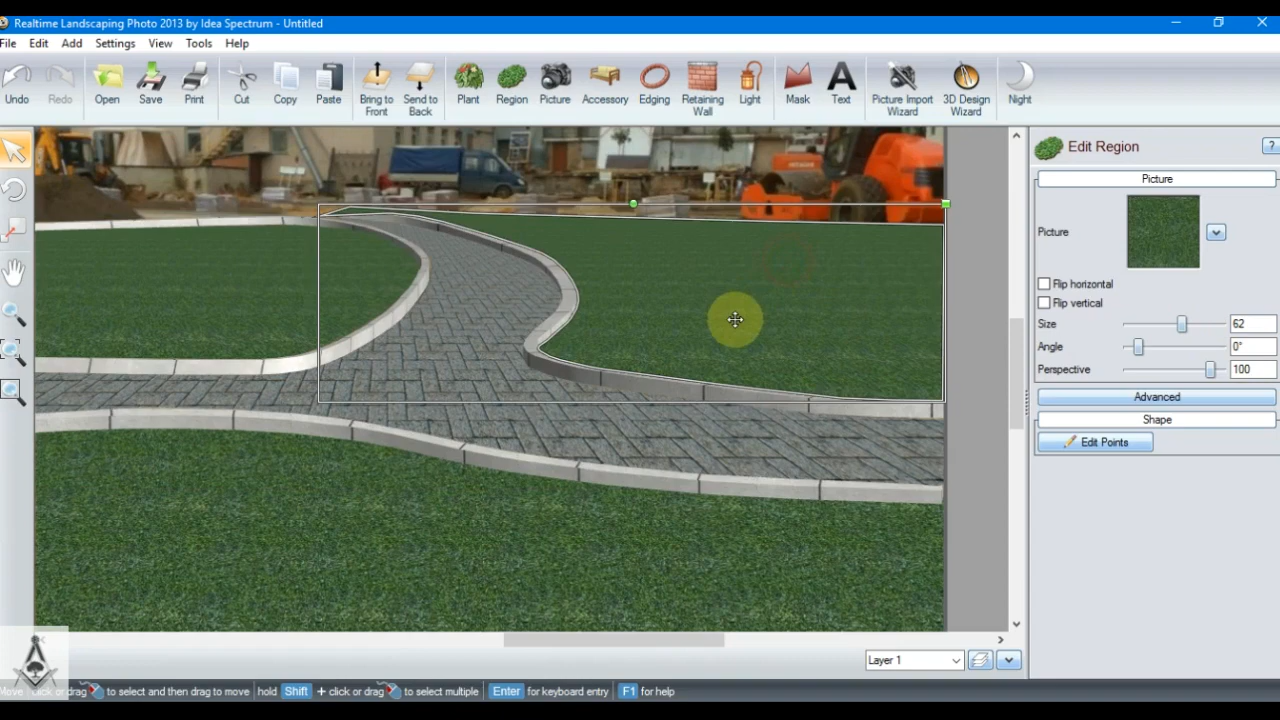 Realtime Landscaping Photo 2013 by Idea Spectrum - Untitled
File Edit Add Settings View Tools Help
Undo Redo Open Save Print Cut Copy Paste Bring to Front Send to Back Plant Region Picture Accessory Edging Retaining Wall Light Mask Text Picture Import Wizard 3D Design Wizard Night
Edit Region ?
Picture
Picture
Flip horizontal
Flip vertical
Size 62
Angle 0°
Perspective 100
Advanced
Shape
Edit Points
Layer 1
Move click or drag to select and then drag to move hold Shift + click or drag to select multiple Enter for keyboard entry F1 for help